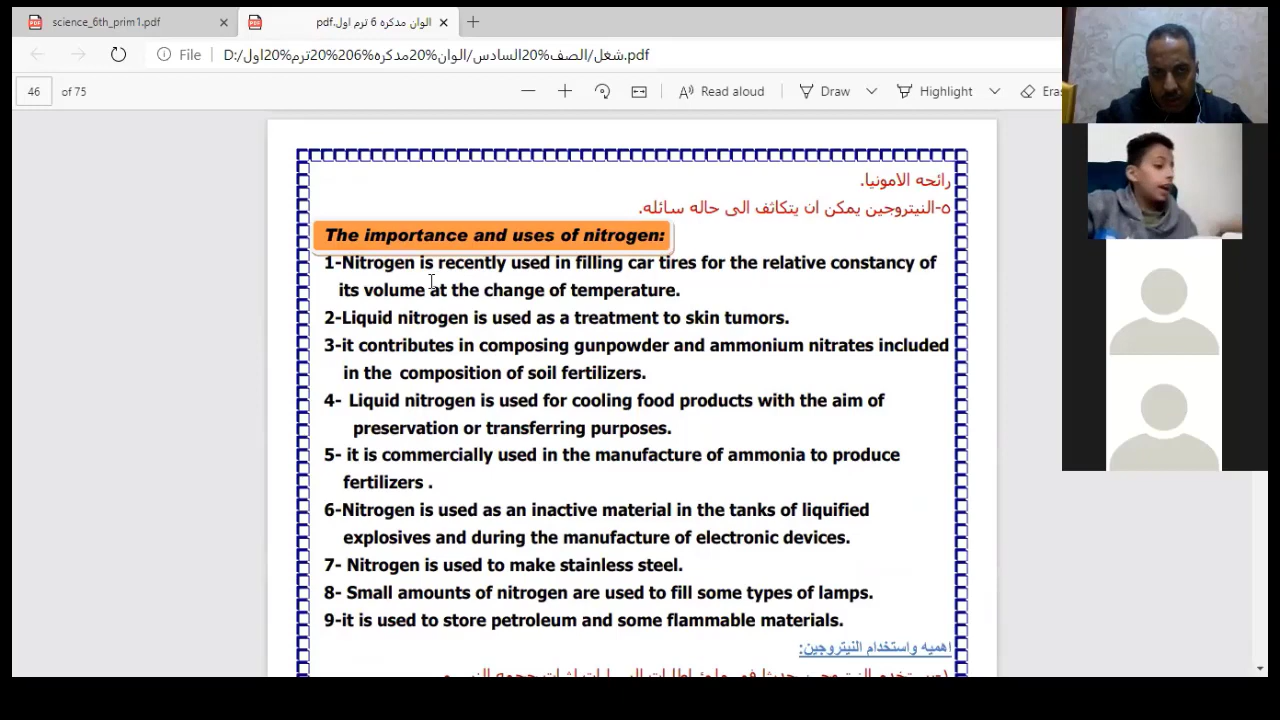 science_6th_prim1.pdf
الوان مدكره 6 ترم اول.pdf
File
D:/شغل/الصف%20السادس/الوان%20مدكره%206%20ترم%20اول.pdf
46 of 75
Read aloud
Draw
Highlight
رائحه الامونيا.
٥-النيتروجين يمكن ان يتكاثف الى حاله سائله.
The importance and uses of nitrogen:
1-Nitrogen is recently used in filling car tires for the relative constancy of
its volume at the change of temperature.
2-Liquid nitrogen is used as a treatment to skin tumors.
3-it contributes in composing gunpowder and ammonium nitrates included
in the composition of soil fertilizers.
4- Liquid nitrogen is used for cooling food products with the aim of
preservation or transferring purposes.
5- it is commercially used in the manufacture of ammonia to produce
fertilizers .
6-Nitrogen is used as an inactive material in the tanks of liquified
explosives and during the manufacture of electronic devices.
7- Nitrogen is used to make stainless steel.
8- Small amounts of nitrogen are used to fill some types of lamps.
9-it is used to store petroleum and some flammable materials.
اهميه واستخدام النيتروجين: